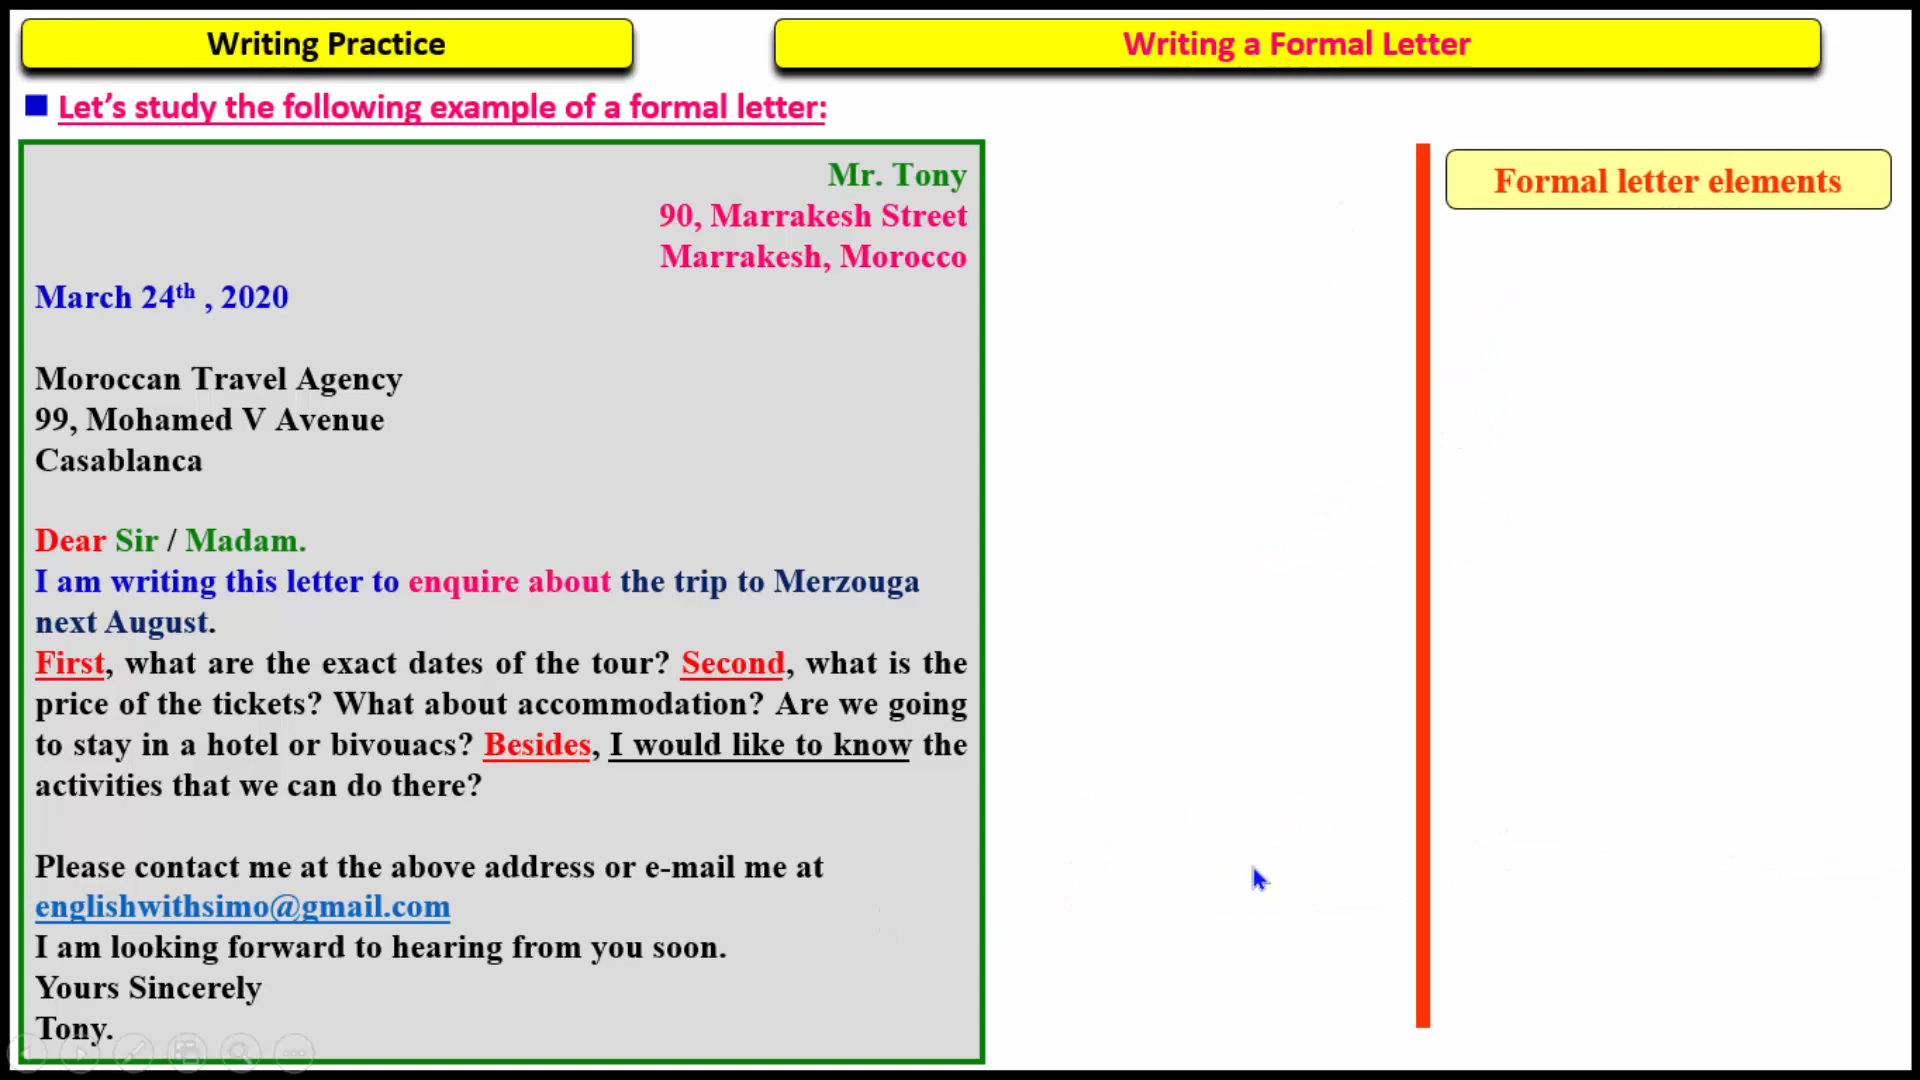 Writing Practice
Writing a Formal Letter
Let’s study the following example of a formal letter:
Formal letter elements
Mr. Tony
90, Marrakesh Street
Marrakesh, Morocco
March 24th , 2020
Moroccan Travel Agency
99, Mohamed V Avenue
Casablanca
Dear Sir / Madam.
I am writing this letter to enquire about the trip to Merzouga
next August.
First, what are the exact dates of the tour? Second, what is the
price of the tickets? What about accommodation? Are we going
to stay in a hotel or bivouacs? Besides, I would like to know the
activities that we can do there?
Please contact me at the above address or e-mail me at
englishwithsimo@gmail.com
I am looking forward to hearing from you soon.
Yours Sincerely
Tony.